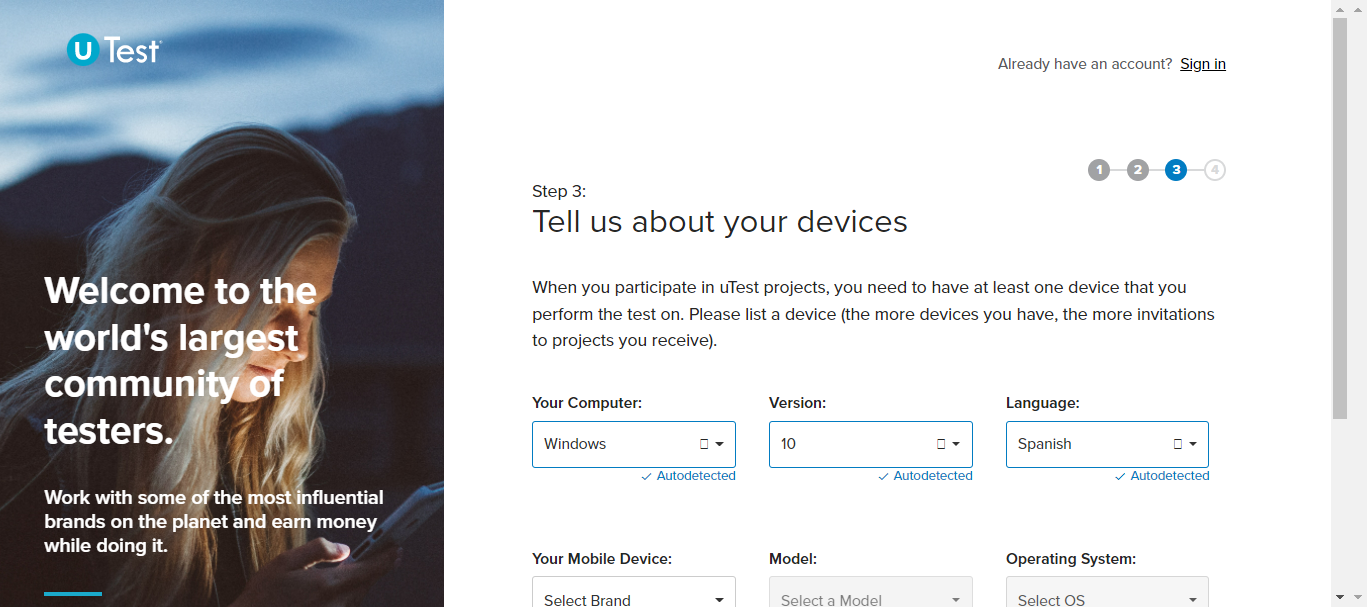 U Test
Already have an account? Sign in
1 2 3 4
Step 3:
Tell us about your devices
Welcome to the
world's largest
community of
testers.
Work with some of the most influential
brands on the planet and earn money
while doing it.
When you participate in uTest projects, you need to have at least one device that you
perform the test on. Please list a device (the more devices you have, the more invitations
to projects you receive).
Your Computer: Version: Language:
Windows 10 Spanish
Autodetected Autodetected Autodetected
Your Mobile Device: Model: Operating System:
Select Brand Select a Model Select OS